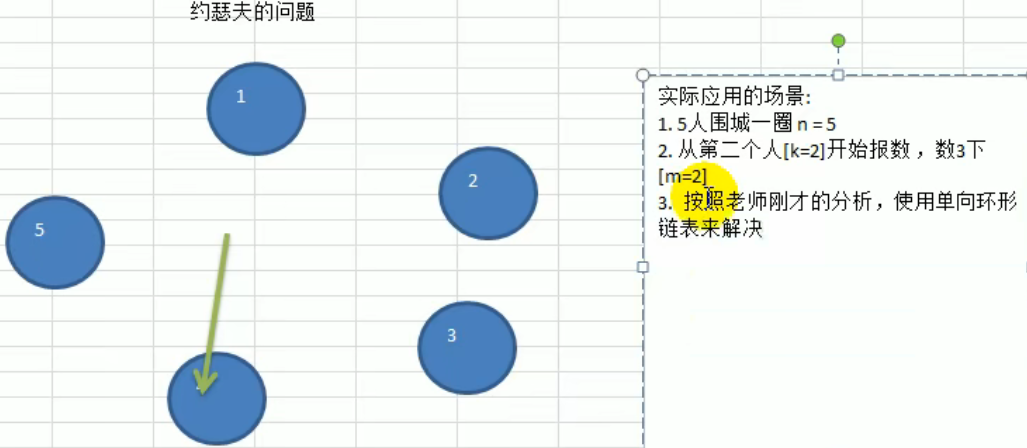 约瑟夫的问题
1
2
5
3
实际应用的场景:
1. 5人围城一圈 n = 5
2. 从第二个人[k=2]开始报数，数3下
[m=2]
3. 按照老师刚才的分析，使用单向环形
链表来解决